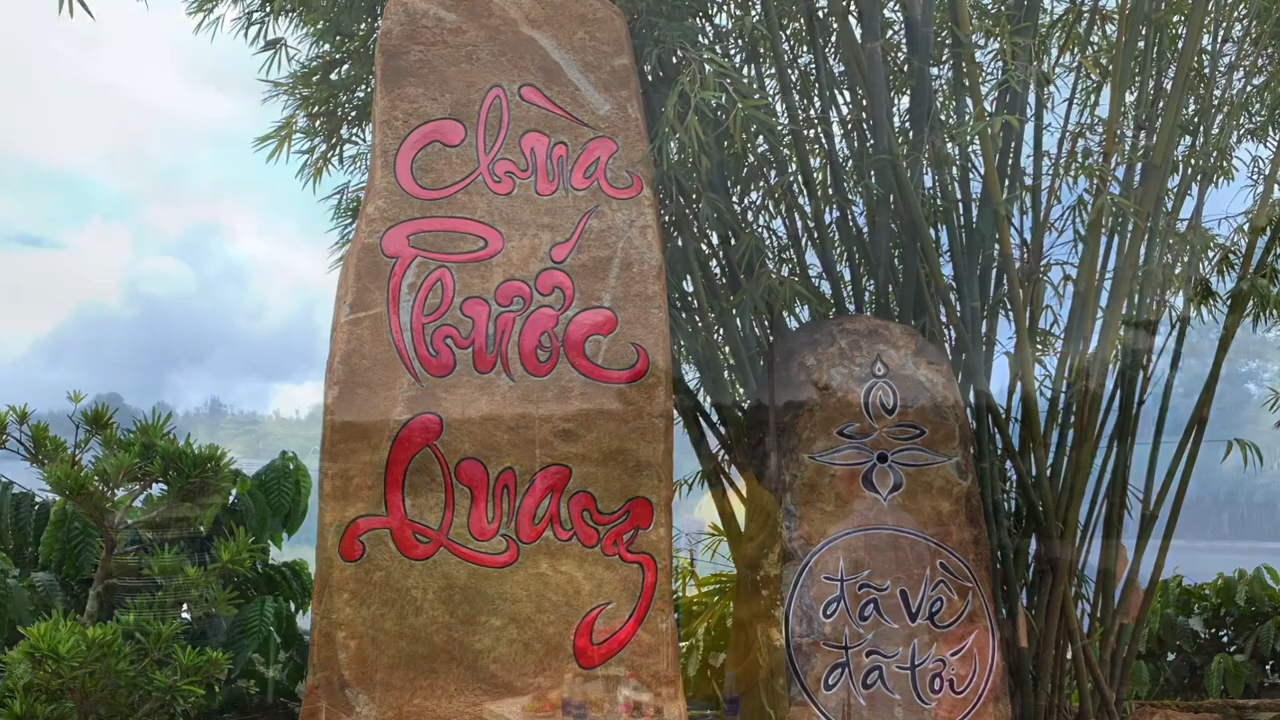 Chùa
Phước
Quang
đã về
đã tới